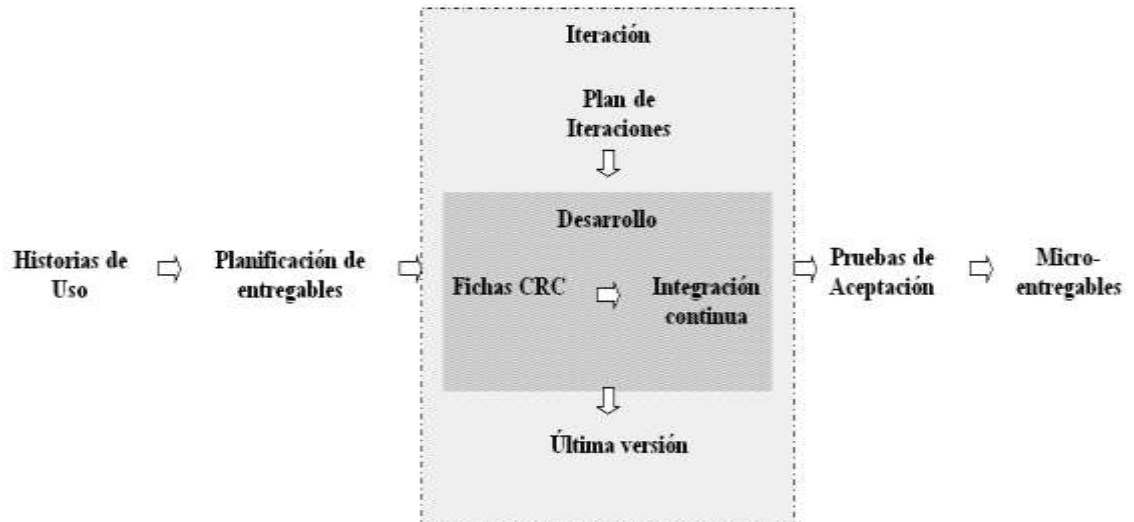 Iteración
Plan de
Iteraciones
Desarrollo
Historias de
Uso
Planificación de
entregables
Fichas CRC
Integración
continua
Pruebas de
Aceptación
Micro-
entregables
Última versión